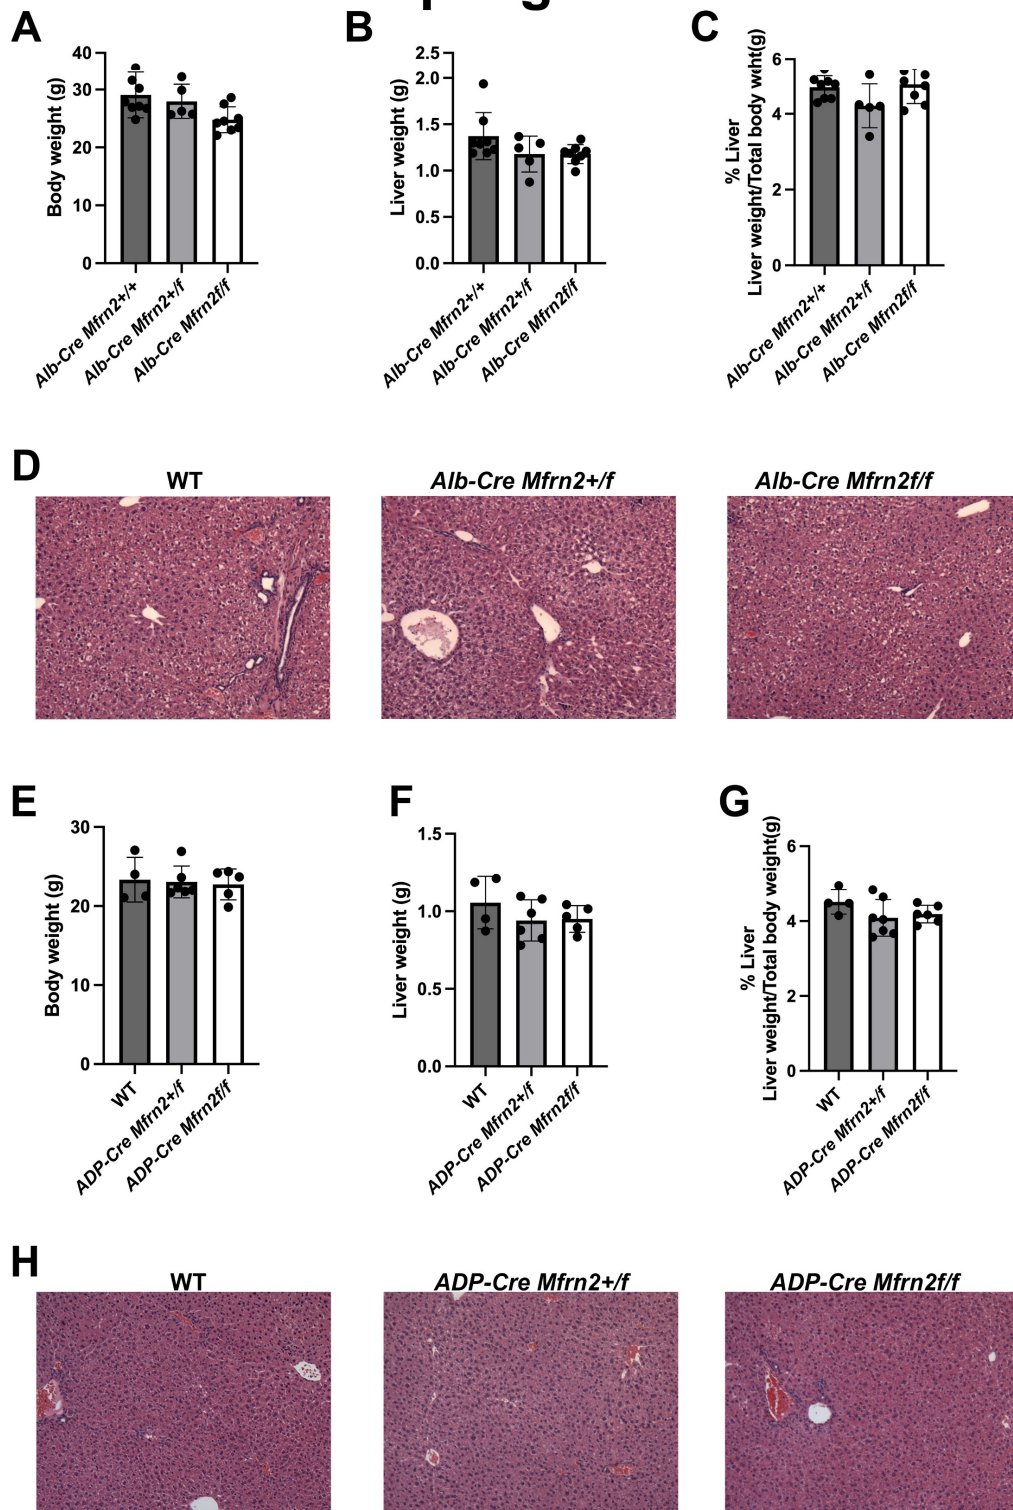 A
B
C
40
30
20
10
0
Body weight (g)
Alb-Cre Mfrn2+/+
Alb-Cre Mfrn2+/f
Alb-Cre Mfrn2f/f
2.5
2.0
1.5
1.0
0.5
0.0
Liver weight (g)
Alb-Cre Mfrn2+/+
Alb-Cre Mfrn2+/f
Alb-Cre Mfrn2f/f
6
4
2
0
% Liver
Liver weight/Total body wʉht(g)
Alb-Cre Mfrn2+/+
Alb-Cre Mfrn2+/f
Alb-Cre Mfrn2f/f
D
WT
Alb-Cre Mfrn2+/f
Alb-Cre Mfrn2f/f
E
F
G
30
20
10
0
Body weight (g)
WT
ADP-Cre Mfrn2+/f
ADP-Cre Mfrn2f/f
1.5
1.0
0.5
0.0
Liver weight (g)
WT
ADP-Cre Mfrn2+/f
ADP-Cre Mfrn2f/f
6
4
2
0
% Liver
Liver weight/Total body weight(g)
WT
ADP-Cre Mfrn2+/f
ADP-Cre Mfrn2f/f
H
WT
ADP-Cre Mfrn2+/f
ADP-Cre Mfrn2f/f